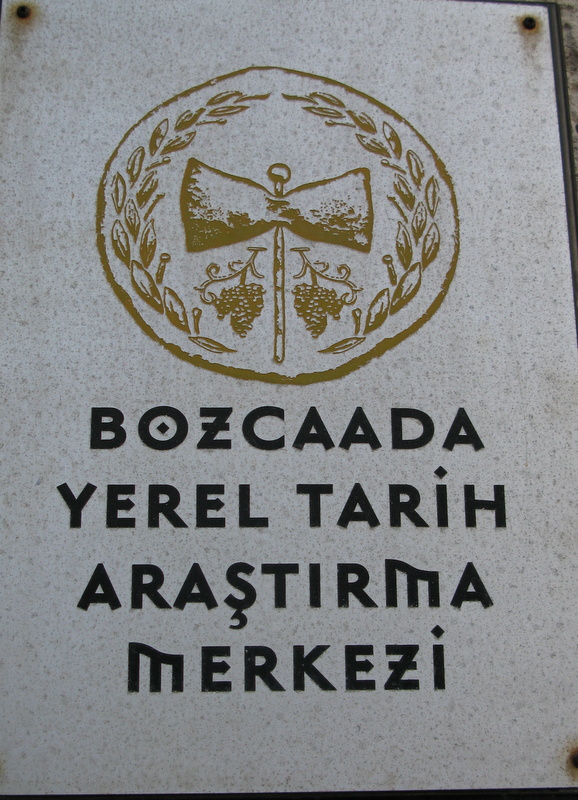 BOZCAADA
YEREL TARİH
ARAŞTIRMA
MERKEZİ